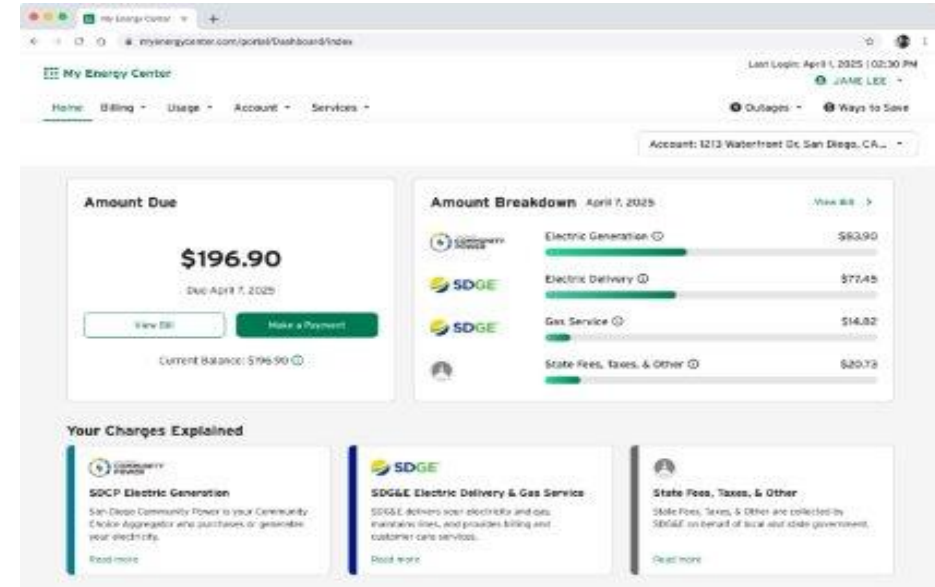 My Energy Center
myenergycenter.com/portal/Dashboard/Index
My Energy Center
Last Login: April 1, 2025 | 02:30 PM
JANE LEE
Home Billing Usage Account Services
Outages Ways to Save
Account: 1213 Waterfront Dr, San Diego, CA...
Amount Due
$196.90
Due April 7, 2025
View Bill Make a Payment
Current Balance: $196.90
Amount Breakdown April 7, 2025 View Bill
COMMUNITY POWER Electric Generation $83.90
SDGE Electric Delivery $77.45
SDGE Gas Service $14.82
State Fees, Taxes, & Other $20.73
Your Charges Explained
COMMUNITY POWER
SDCP Electric Generation
San Diego Community Power is your Community
Choice Aggregator who purchases or generates
your electricity.
Read more
SDGE
SDG&E Electric Delivery & Gas Service
SDG&E delivers your electricity and gas,
maintains lines, and provides billing and
customer care services.
Read more
State Fees, Taxes, & Other
State Fees, Taxes, & Other are collected by
SDG&E on behalf of local and state government.
Read more